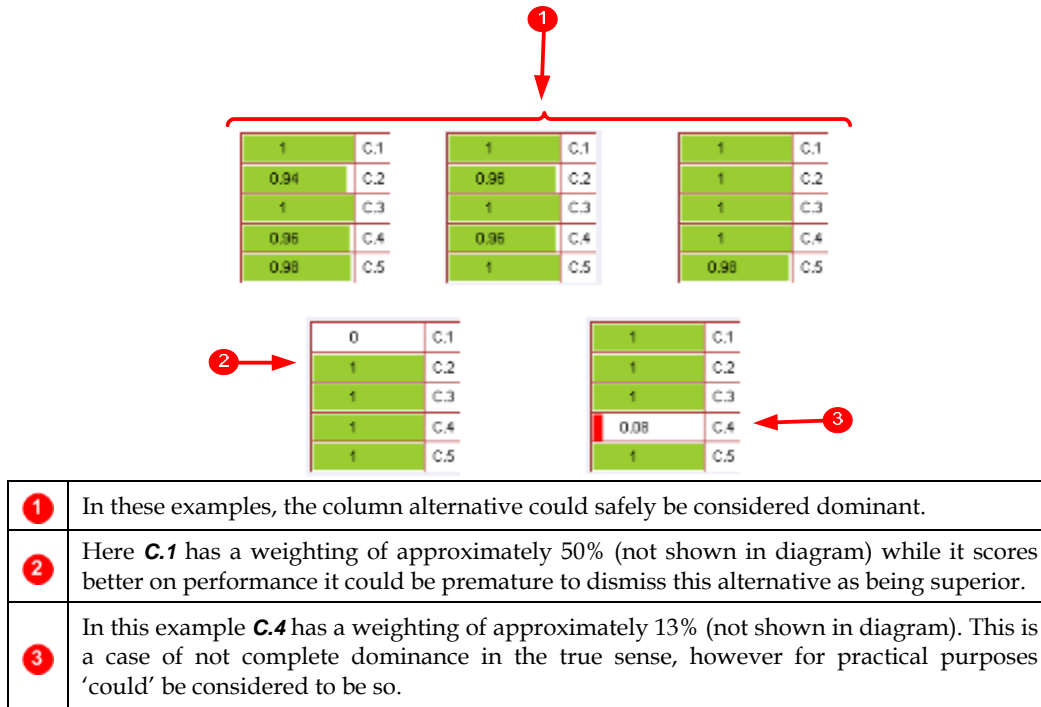 1
1 C.1 1 C.1 1 C.1
0.94 C.2 0.96 C.2 1 C.2
1 C.3 1 C.3 1 C.3
0.96 C.4 0.96 C.4 1 C.4
0.98 C.5 1 C.5 0.98 C.5
0 C.1 1 C.1
2 1 C.2 1 C.2
1 C.3 1 C.3
1 C.4 0.08 C.4 3
1 C.5 1 C.5
1 In these examples, the column alternative could safely be considered dominant.
2 Here C.1 has a weighting of approximately 50% (not shown in diagram) while it scores
better on performance it could be premature to dismiss this alternative as being superior.
3 In this example C.4 has a weighting of approximately 13% (not shown in diagram). This is
a case of not complete dominance in the true sense, however for practical purposes
‘could’ be considered to be so.